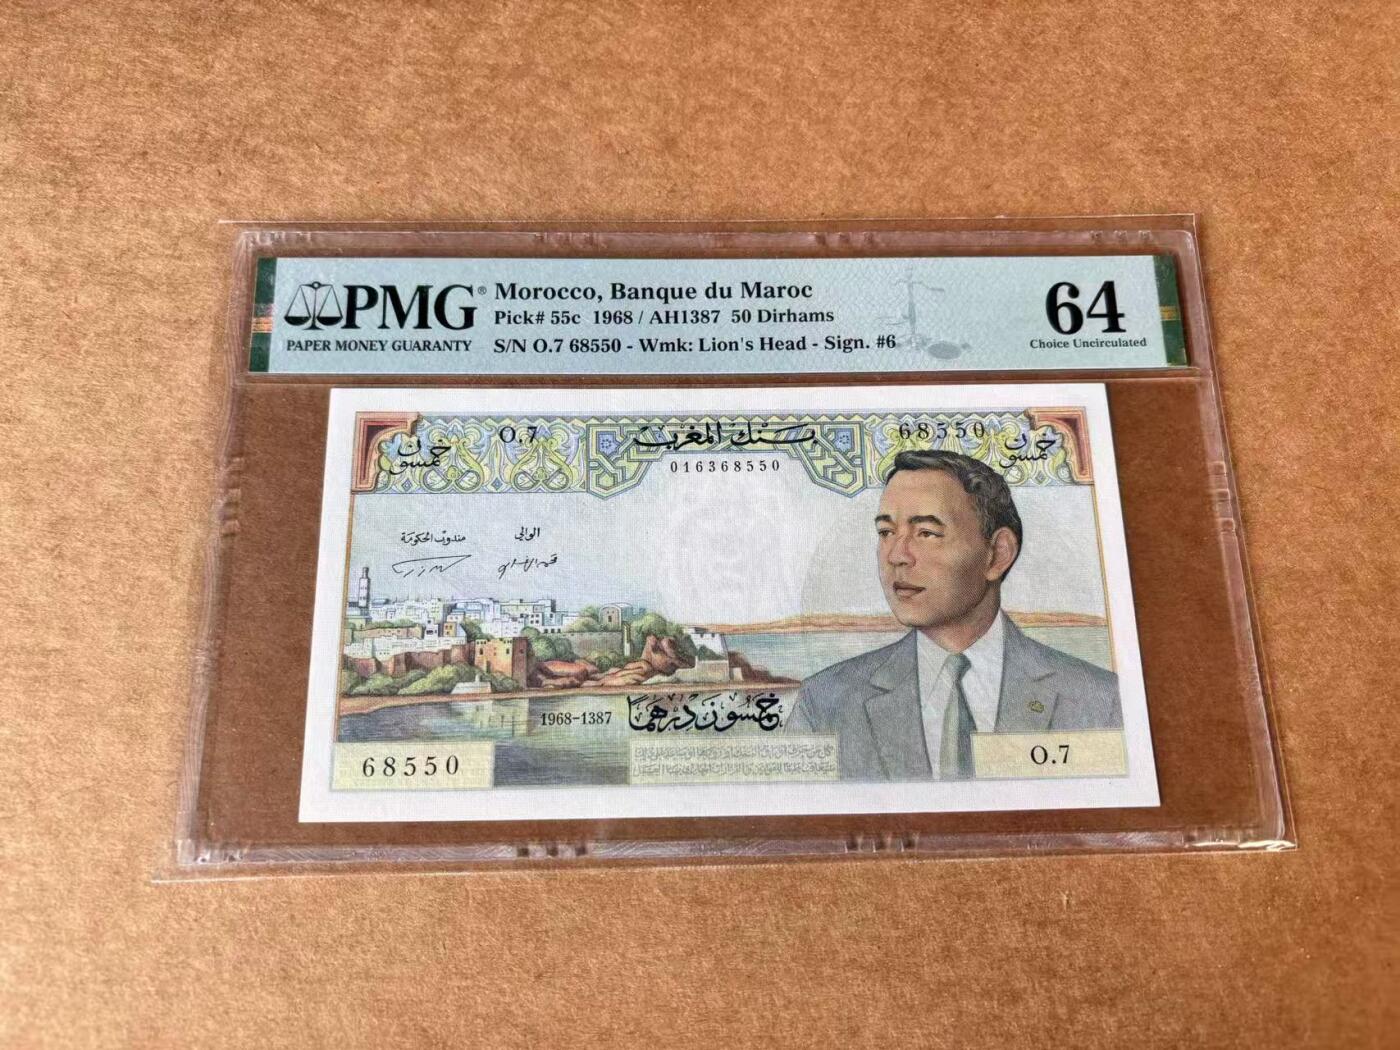 PMG®
PAPER MONEY GUARANTY
Morocco, Banque du Maroc
Pick# 55c 1968 / AH1387 50 Dirhams
S/N O.7 68550 - Wmk: Lion's Head - Sign. #6
64
Choice Uncirculated
خمسون
O.7
بنك المغرب
68550
خمسون
016368550
مندوب الحكومة
الوالي
1968-1387
خمسون درهما
68550
O.7